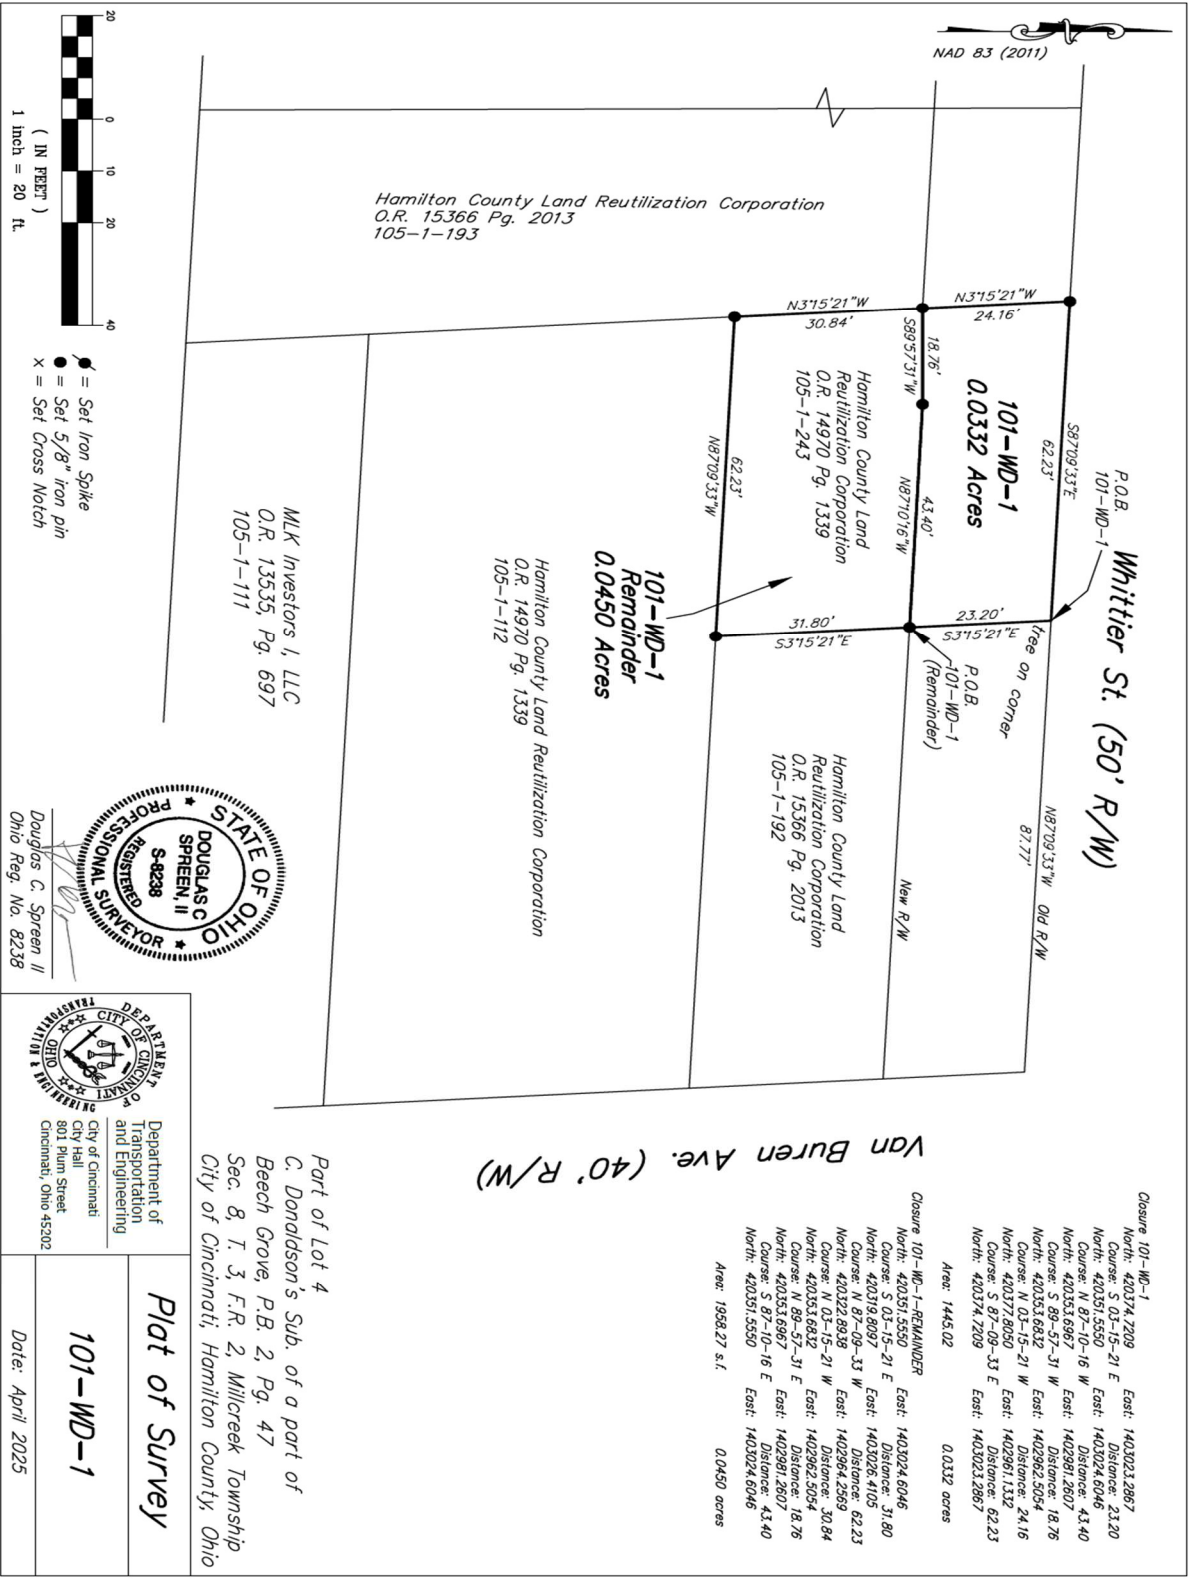 NAD 83 (2011)
Whittier St. (50' R/W)
P.O.B.
101-WD-1
S87°09'33"E
62.23'
N87°09'33"W Old R/W
87.77'
tree on corner
N3°15'21"W
24.16'
101-WD-1
0.0332 Acres
23.20'
S3°15'21"E
P.O.B.
101-WD-1
(Remainder)
New R/W
18.76'
S89°57'31"W
43.40'
N87°10'16"W
N3°15'21"W
30.84'
Hamilton County Land
Reutilization Corporation
O.R. 14970 Pg. 1339
105-1-243
31.80'
S3°15'21"E
Hamilton County Land
Reutilization Corporation
O.R. 15366 Pg. 2013
105-1-192
62.23'
N87°09'33"W
101-WD-1
Remainder
0.0450 Acres
Hamilton County Land Reutilization Corporation
O.R. 15366 Pg. 2013
105-1-193
Hamilton County Land Reutilization Corporation
O.R. 14970 Pg. 1339
105-1-112
MLK Investors I, LLC
O.R. 13535, Pg. 697
105-1-111
Van Buren Ave. (40' R/W)
Closure 101-WD-1
North: 420374.7209 East: 1403023.2867
Course: S 03-15-21 E Distance: 23.20
North: 420351.5550 East: 1403024.6046
Course: N 87-10-16 W Distance: 43.40
North: 420353.6967 East: 1402981.2607
Course: S 89-57-31 W Distance: 18.76
North: 420353.6832 East: 1402962.5054
Course: N 03-15-21 W Distance: 24.16
North: 420377.8050 East: 1402961.1332
Course: S 87-09-33 E Distance: 62.23
North: 420374.7209 East: 1403023.2867
Area: 1445.02 0.0332 acres
Closure 101-WD-1-REMAINDER
North: 420351.5550 East: 1403024.6046
Course: S 03-15-21 E Distance: 31.80
North: 420319.8097 East: 1403026.4105
Course: N 87-09-33 W Distance: 62.23
North: 420322.8938 East: 1402964.2569
Course: N 03-15-21 W Distance: 30.84
North: 420353.6832 East: 1402962.5054
Course: N 89-57-31 E Distance: 18.76
North: 420353.6967 East: 1402981.2607
Course: S 87-10-16 E Distance: 43.40
North: 420351.5550 East: 1403024.6046
Area: 1958.27 s.f. 0.0450 acres
Part of Lot 4
C. Donaldson's Sub. of a part of
Beech Grove, P.B. 2, Pg. 47
Sec. 8, T. 3, F.R. 2, Millcreek Township
City of Cincinnati, Hamilton County, Ohio
20 0 10 20 40
( IN FEET )
1 inch = 20 ft.
= Set Iron Spike
= Set 5/8" iron pin
x = Set Cross Notch
STATE OF OHIO
DOUGLAS C
SPREEN, II
S-8238
REGISTERED
PROFESSIONAL SURVEYOR
Douglas C. Spreen II
Ohio Reg. No. 8238
DEPARTMENT OF
TRANSPORTATION & ENGINEERING
CITY OF CINCINNATI
OHIO
Department of
Transportation
and Engineering
City of Cincinnati
City Hall
801 Plum Street
Cincinnati, Ohio 45202
Plat of Survey
101-WD-1
Date: April 2025